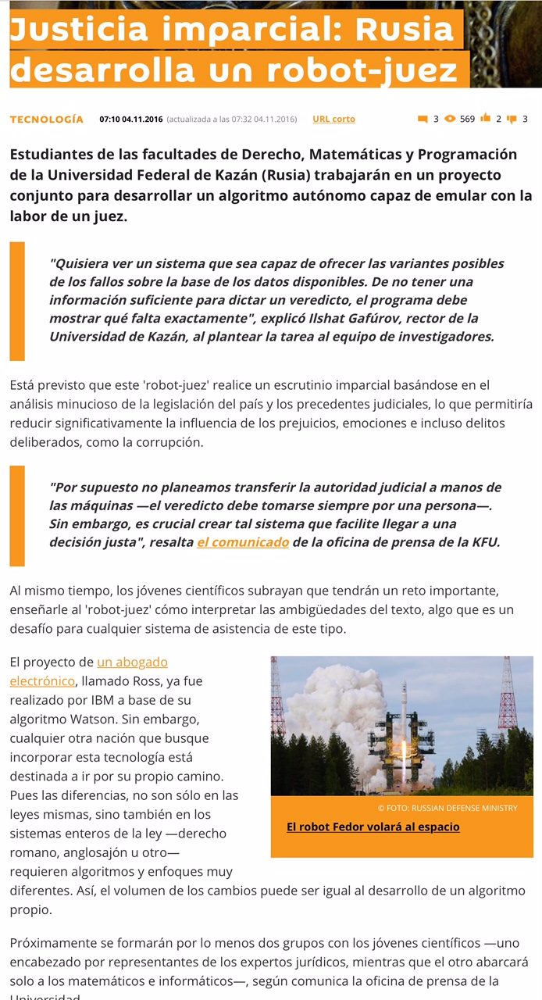 Justicia imparcial: Rusia
desarrolla un robot-juez
TECNOLOGÍA 07:10 04.11.2016 (actualizada a las 07:32 04.11.2016) URL corto 3 569 2 3
Estudiantes de las facultades de Derecho, Matemáticas y Programación
de la Universidad Federal de Kazán (Rusia) trabajarán en un proyecto
conjunto para desarrollar un algoritmo autónomo capaz de emular con la
labor de un juez.
"Quisiera ver un sistema que sea capaz de ofrecer las variantes posibles
de los fallos sobre la base de los datos disponibles. De no tener una
información suficiente para dictar un veredicto, el programa debe
mostrar qué falta exactamente", explicó Ilshat Gafúrov, rector de la
Universidad de Kazán, al plantear la tarea al equipo de investigadores.
Está previsto que este 'robot-juez' realice un escrutinio imparcial basándose en el
análisis minucioso de la legislación del país y los precedentes judiciales, lo que permitiría
reducir significativamente la influencia de los prejuicios, emociones e incluso delitos
deliberados, como la corrupción.
"Por supuesto no planeamos transferir la autoridad judicial a manos de
las máquinas —el veredicto debe tomarse siempre por una persona—.
Sin embargo, es crucial crear tal sistema que facilite llegar a una
decisión justa", resalta el comunicado de la oficina de prensa de la KFU.
Al mismo tiempo, los jóvenes científicos subrayan que tendrán un reto importante,
enseñarle al 'robot-juez' cómo interpretar las ambigüedades del texto, algo que es un
desafío para cualquier sistema de asistencia de este tipo.
El proyecto de un abogado
electrónico, llamado Ross, ya fue
realizado por IBM a base de su
algoritmo Watson. Sin embargo,
cualquier otra nación que busque
incorporar esta tecnología está
destinada a ir por su propio camino.
Pues las diferencias, no son sólo en las
leyes mismas, sino también en los
sistemas enteros de la ley —derecho
romano, anglosajón u otro—
requieren algoritmos y enfoques muy
diferentes. Así, el volumen de los cambios puede ser igual al desarrollo de un algoritmo
propio.
© FOTO: RUSSIAN DEFENSE MINISTRY
El robot Fedor volará al espacio
Próximamente se formarán por lo menos dos grupos con los jóvenes científicos —uno
encabezado por representantes de los expertos jurídicos, mientras que el otro abarcará
solo a los matemáticos e informáticos—, según comunica la oficina de prensa de la
Universidad